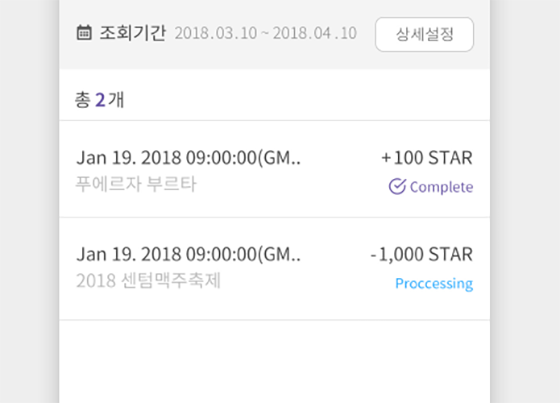 조회기간 2018.03.10 ~ 2018.04.10 상세설정
총 2개
Jan 19. 2018 09:00:00(GM.. +100 STAR
푸에르자 부르타 Complete
Jan 19. 2018 09:00:00(GM.. -1,000 STAR
2018 센텀맥주축제 Proccessing